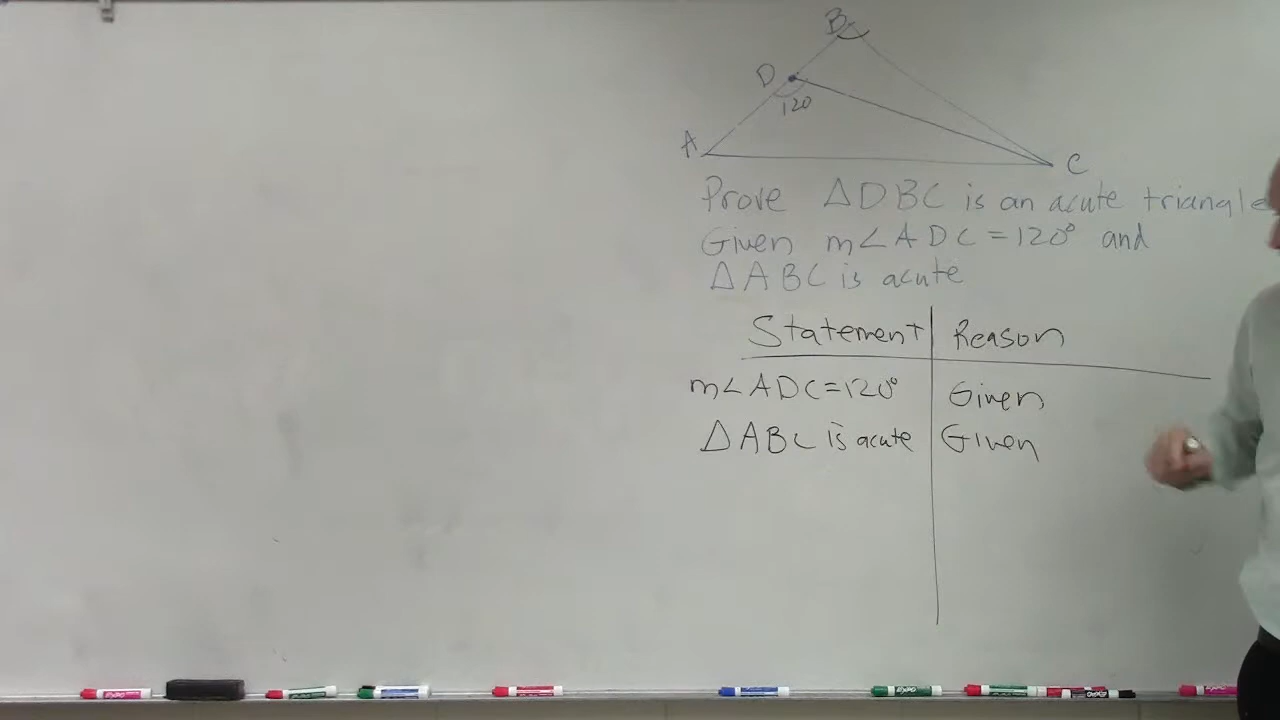 B
D
120
A
C
Prove △DBC is an acute triangle
Given m∠ADC=120° and
△ABC is acute
Statement Reason
m∠ADC=120° Given
△ABC is acute Given